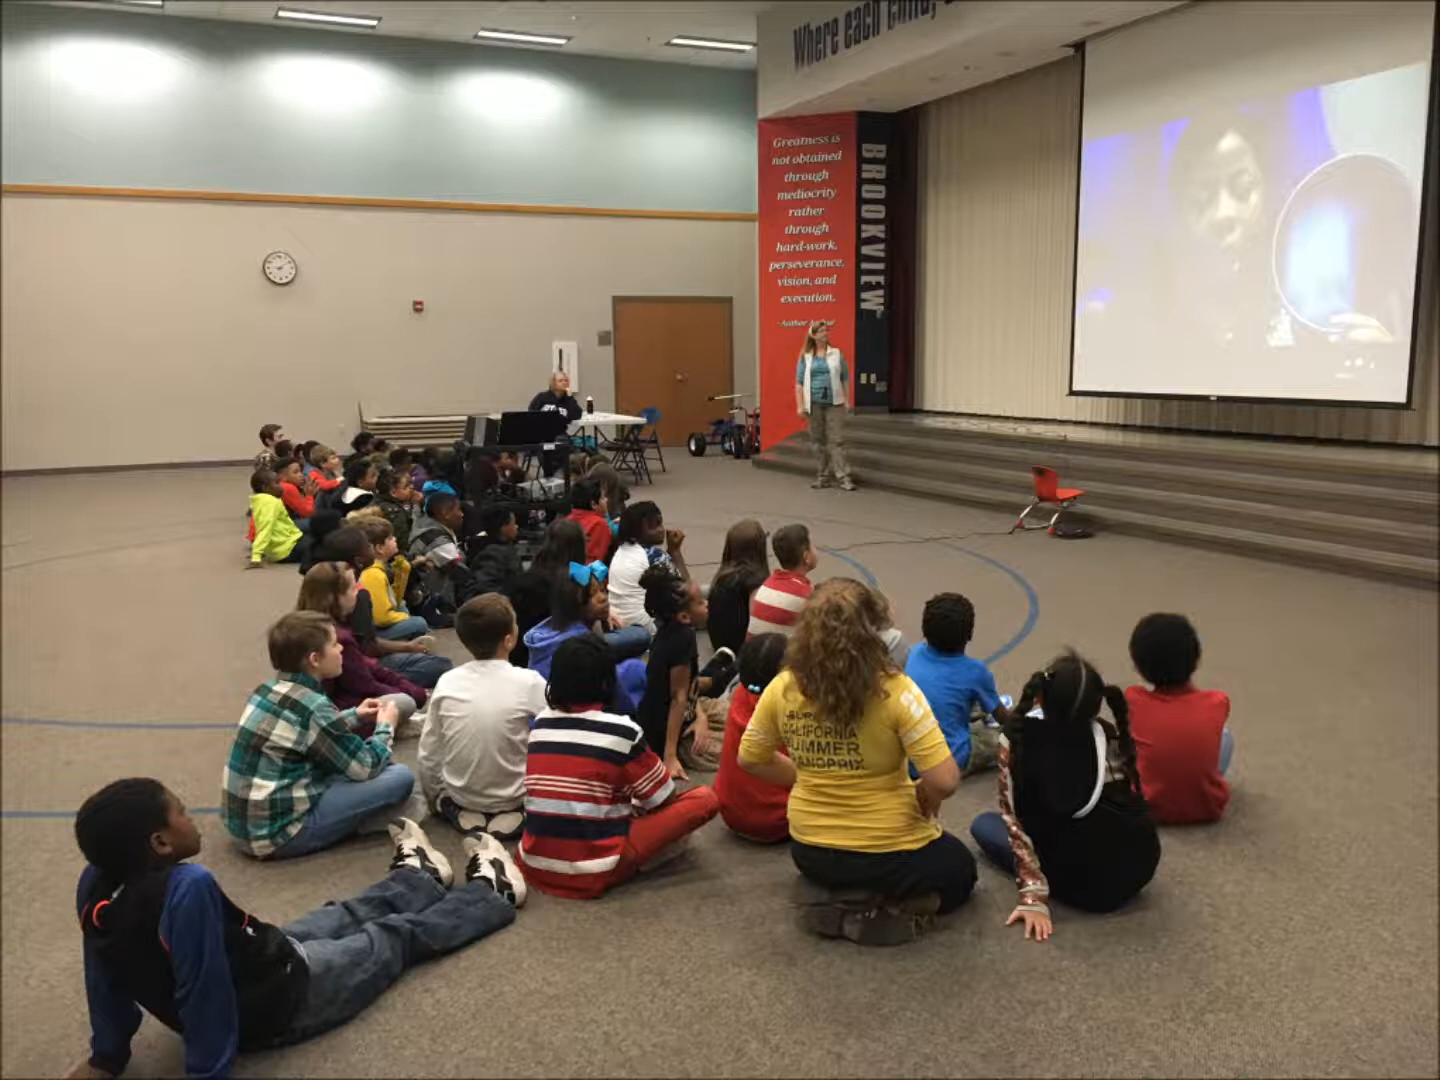 Where each child,
Greatness is
not obtained
through
mediocrity
rather
through
hard-work,
perseverance,
vision, and
execution.
BROOKVIEW
CALIFORNIA
SUMMER